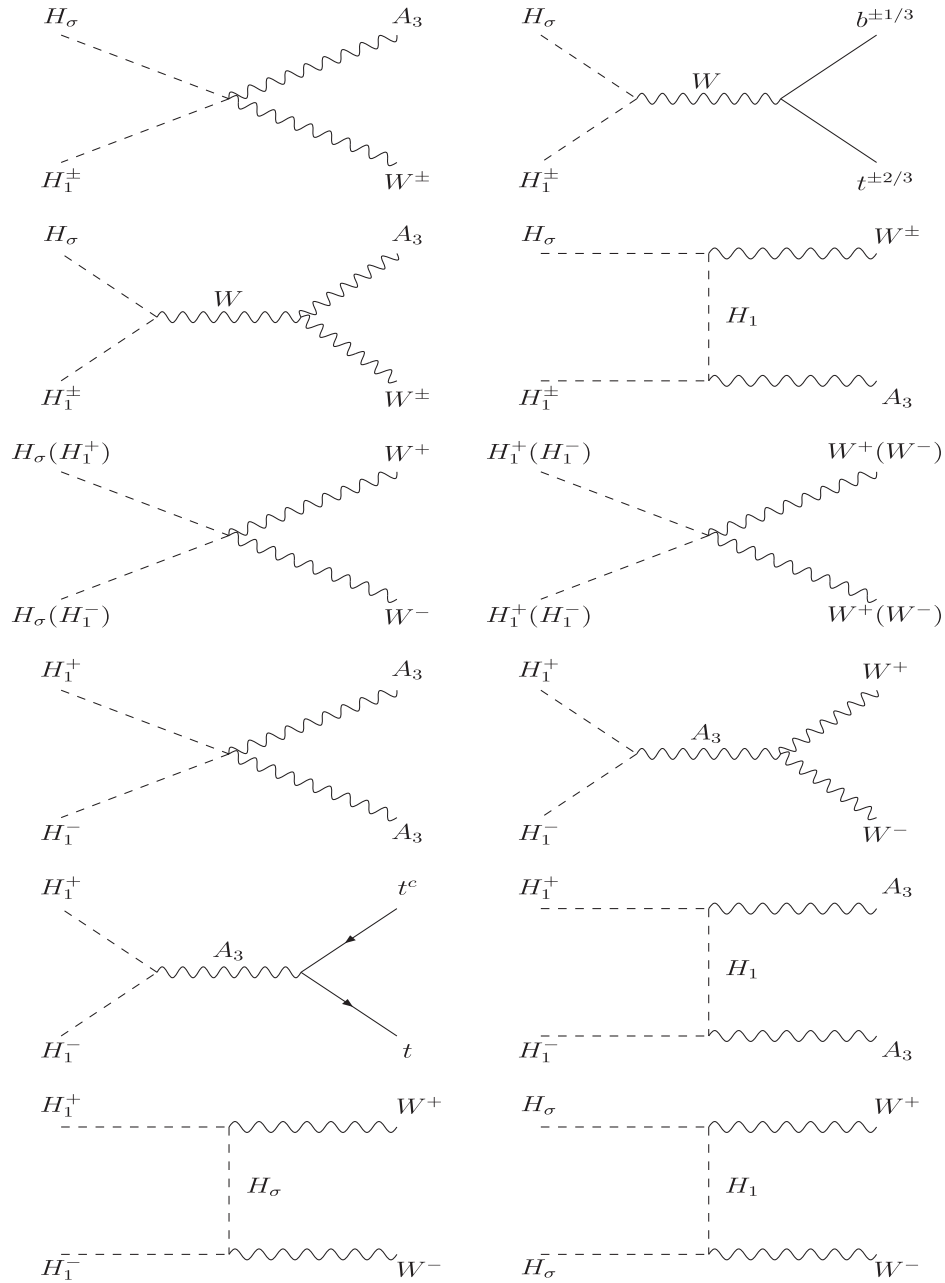 H_σ A_3 H_σ b^{±1/3}
W
H_1^± W^± H_1^± t^{±2/3}
H_σ A_3 H_σ W^±
W H_1
H_1^± W^± H_1^± A_3
H_σ(H_1^+) W^+ H_1^+(H_1^-) W^+(W^-)
H_σ(H_1^-) W^- H_1^+(H_1^-) W^+(W^-)
H_1^+ A_3 H_1^+ W^+
A_3
H_1^- A_3 H_1^- W^-
H_1^+ t^c H_1^+ A_3
A_3 H_1
H_1^- t H_1^- A_3
H_1^+ W^+ H_σ W^+
H_σ H_1
H_1^- W^- H_σ W^-